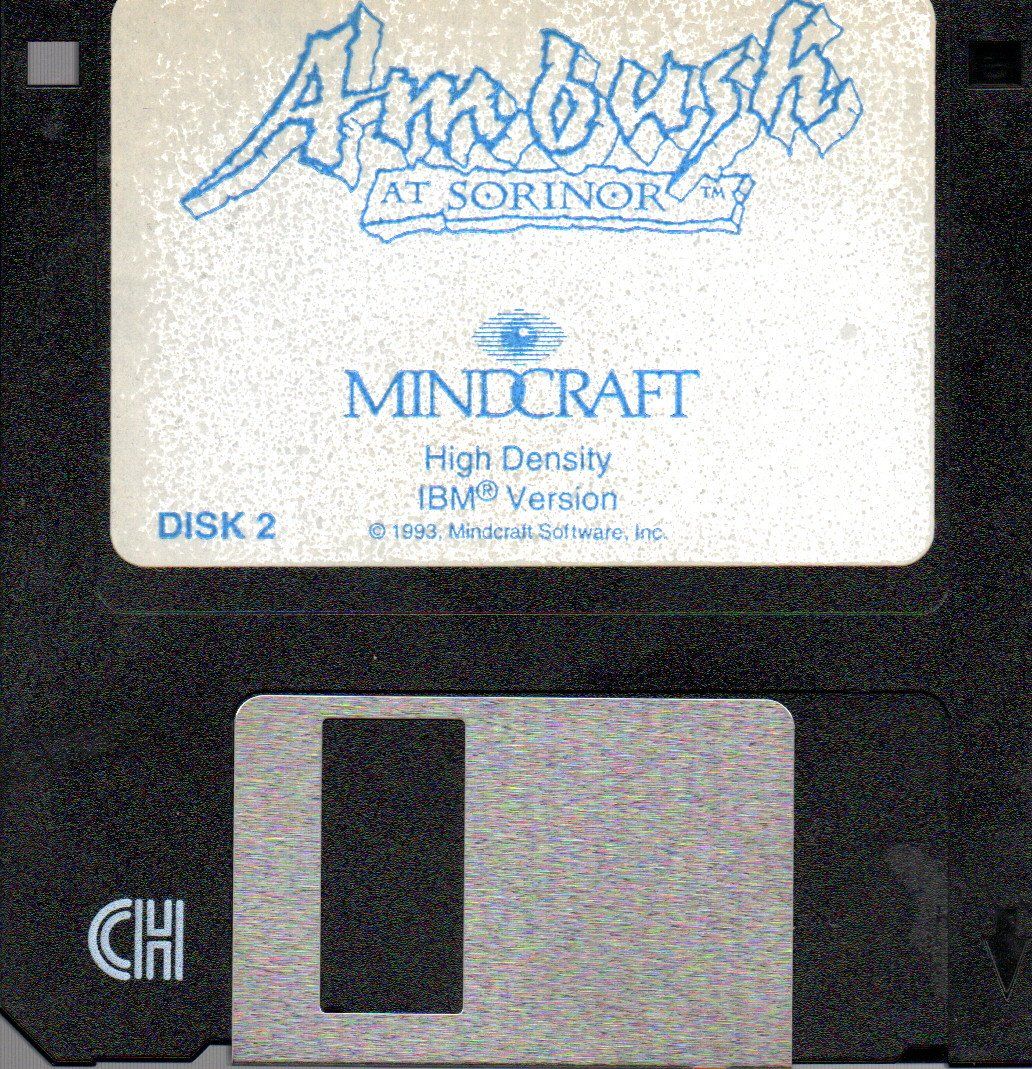 Ambush
AT SORINOR™
MINDCRAFT
High Density
IBM® Version
DISK 2
© 1993, Mindcraft Software, Inc.
CH